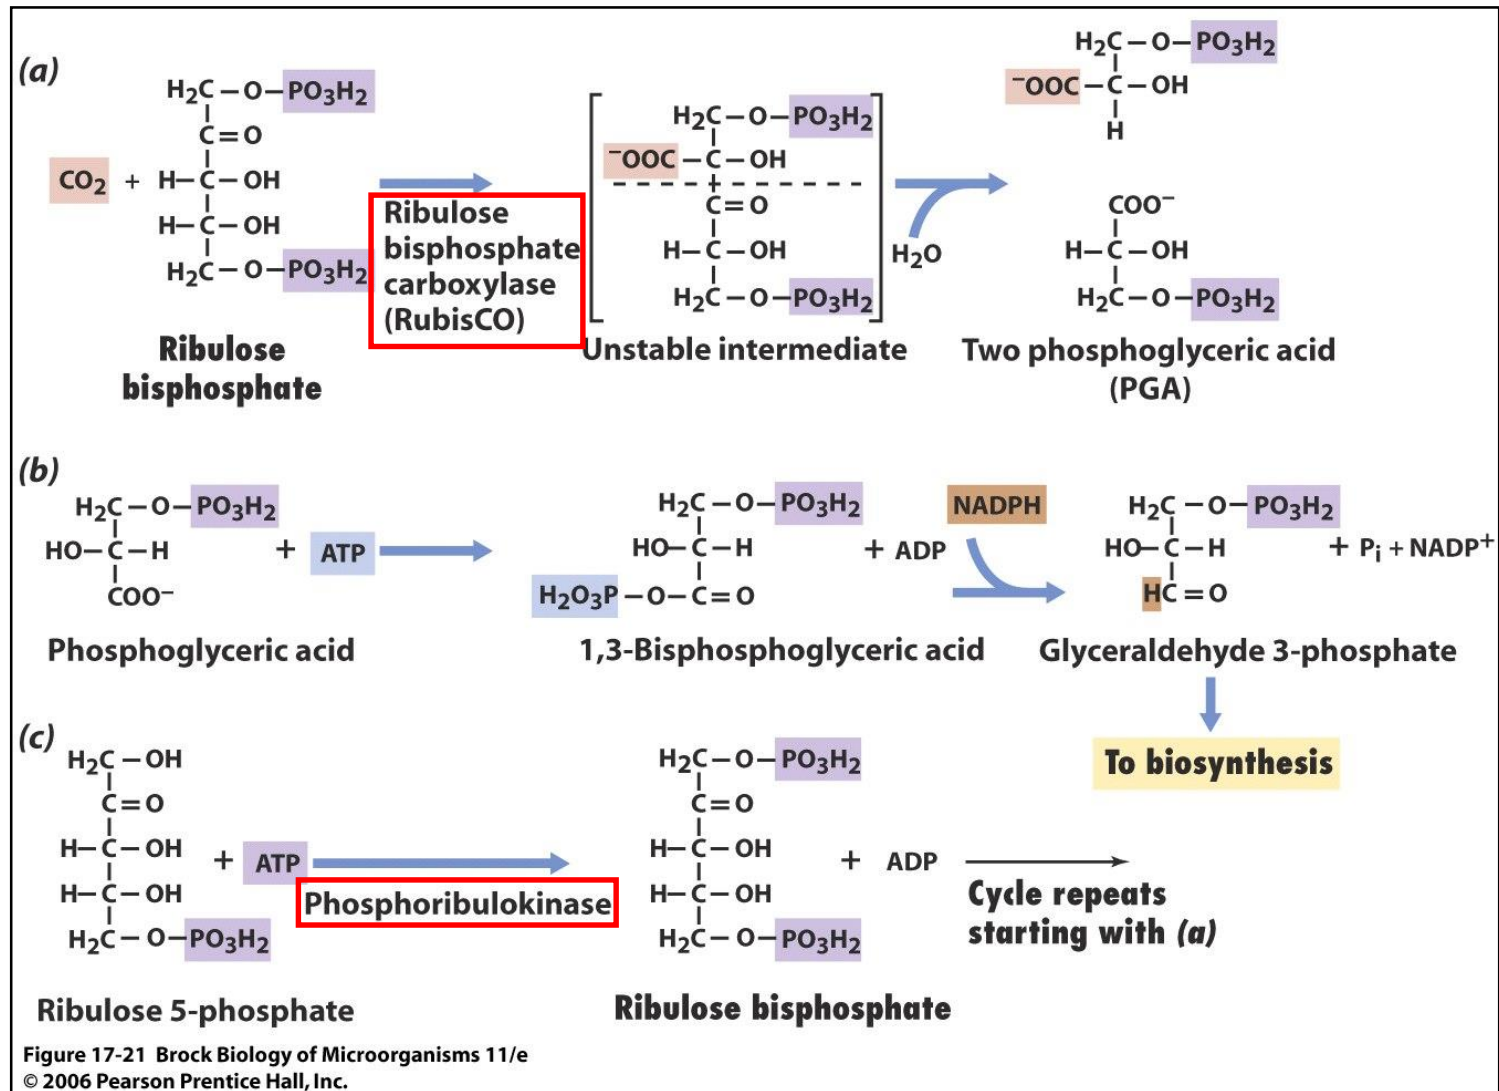 (a)
H₂C – O – PO₃H₂
C = O
CO₂ + H – C – OH
H – C – OH
H₂C – O – PO₃H₂
Ribulose
bisphosphate
Ribulose
bisphosphate
carboxylase
(RubisCO)
H₂C – O – PO₃H₂
⁻OOC – C – OH
C = O
H – C – OH
H₂C – O – PO₃H₂
Unstable intermediate
H₂O
H₂C – O – PO₃H₂
⁻OOC – C – OH
H
COO⁻
H – C – OH
H₂C – O – PO₃H₂
Two phosphoglyceric acid
(PGA)
(b)
H₂C – O – PO₃H₂
HO – C – H + ATP
COO⁻
Phosphoglyceric acid
H₂C – O – PO₃H₂
HO – C – H + ADP
H₂O₃P – O – C = O
1,3-Bisphosphoglyceric acid
NADPH
H₂C – O – PO₃H₂
HO – C – H + Pᵢ + NADP⁺
HC = O
Glyceraldehyde 3-phosphate
To biosynthesis
(c)
H₂C – OH
C = O
H – C – OH + ATP
H – C – OH
H₂C – O – PO₃H₂
Ribulose 5-phosphate
Phosphoribulokinase
H₂C – O – PO₃H₂
C = O
H – C – OH + ADP
H – C – OH
H₂C – O – PO₃H₂
Ribulose bisphosphate
Cycle repeats
starting with (a)
Figure 17-21 Brock Biology of Microorganisms 11/e
© 2006 Pearson Prentice Hall, Inc.